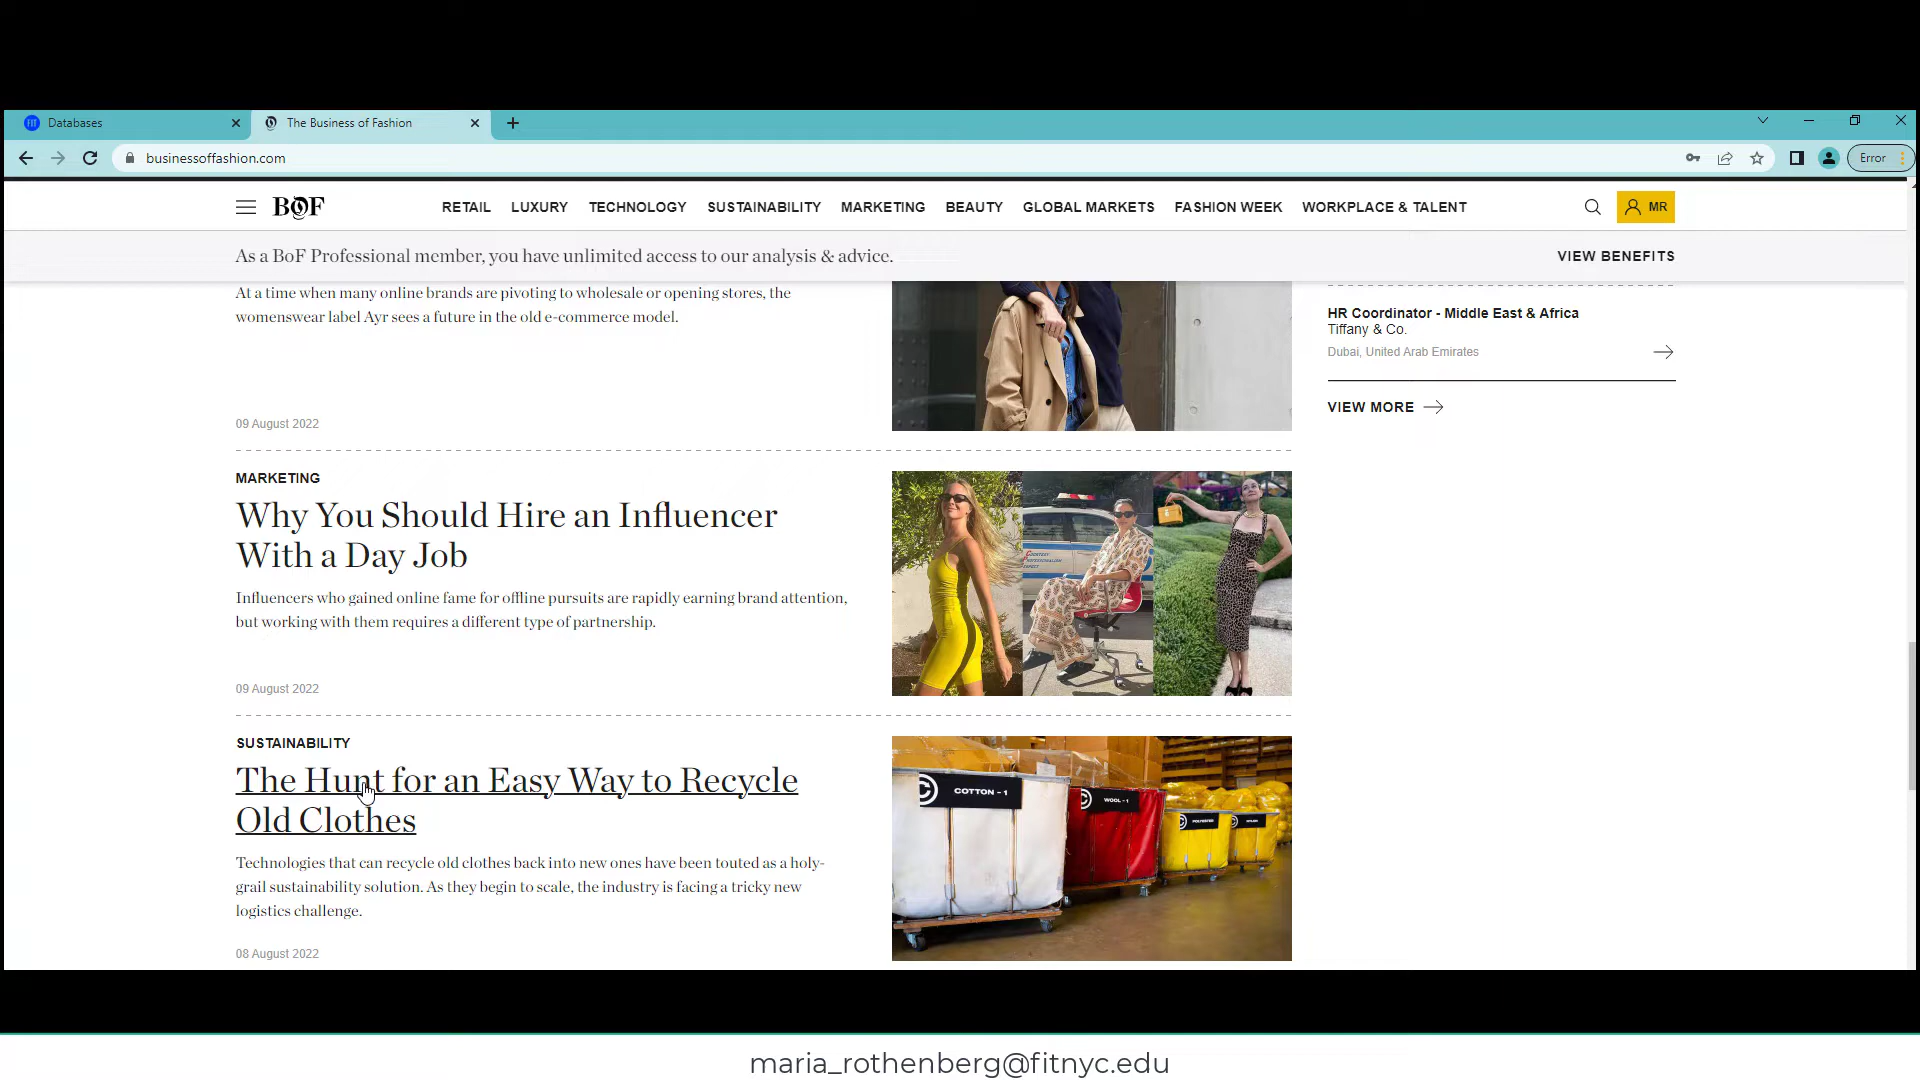 Databases
The Business of Fashion
businessoffashion.com
Error
BOF
RETAIL LUXURY TECHNOLOGY SUSTAINABILITY MARKETING BEAUTY GLOBAL MARKETS FASHION WEEK WORKPLACE & TALENT
MR
As a BoF Professional member, you have unlimited access to our analysis & advice.
VIEW BENEFITS
At a time when many online brands are pivoting to wholesale or opening stores, the
womenswear label Ayr sees a future in the old e-commerce model.
09 August 2022
HR Coordinator - Middle East & Africa
Tiffany & Co.
Dubai, United Arab Emirates
VIEW MORE
MARKETING
Why You Should Hire an Influencer
With a Day Job
Influencers who gained online fame for offline pursuits are rapidly earning brand attention,
but working with them requires a different type of partnership.
09 August 2022
SUSTAINABILITY
The Hunt for an Easy Way to Recycle
Old Clothes
Technologies that can recycle old clothes back into new ones have been touted as a holy-
grail sustainability solution. As they begin to scale, the industry is facing a tricky new
logistics challenge.
08 August 2022
COTTON - 1
WOOL - 1
POLYESTER
maria_rothenberg@fitnyc.edu